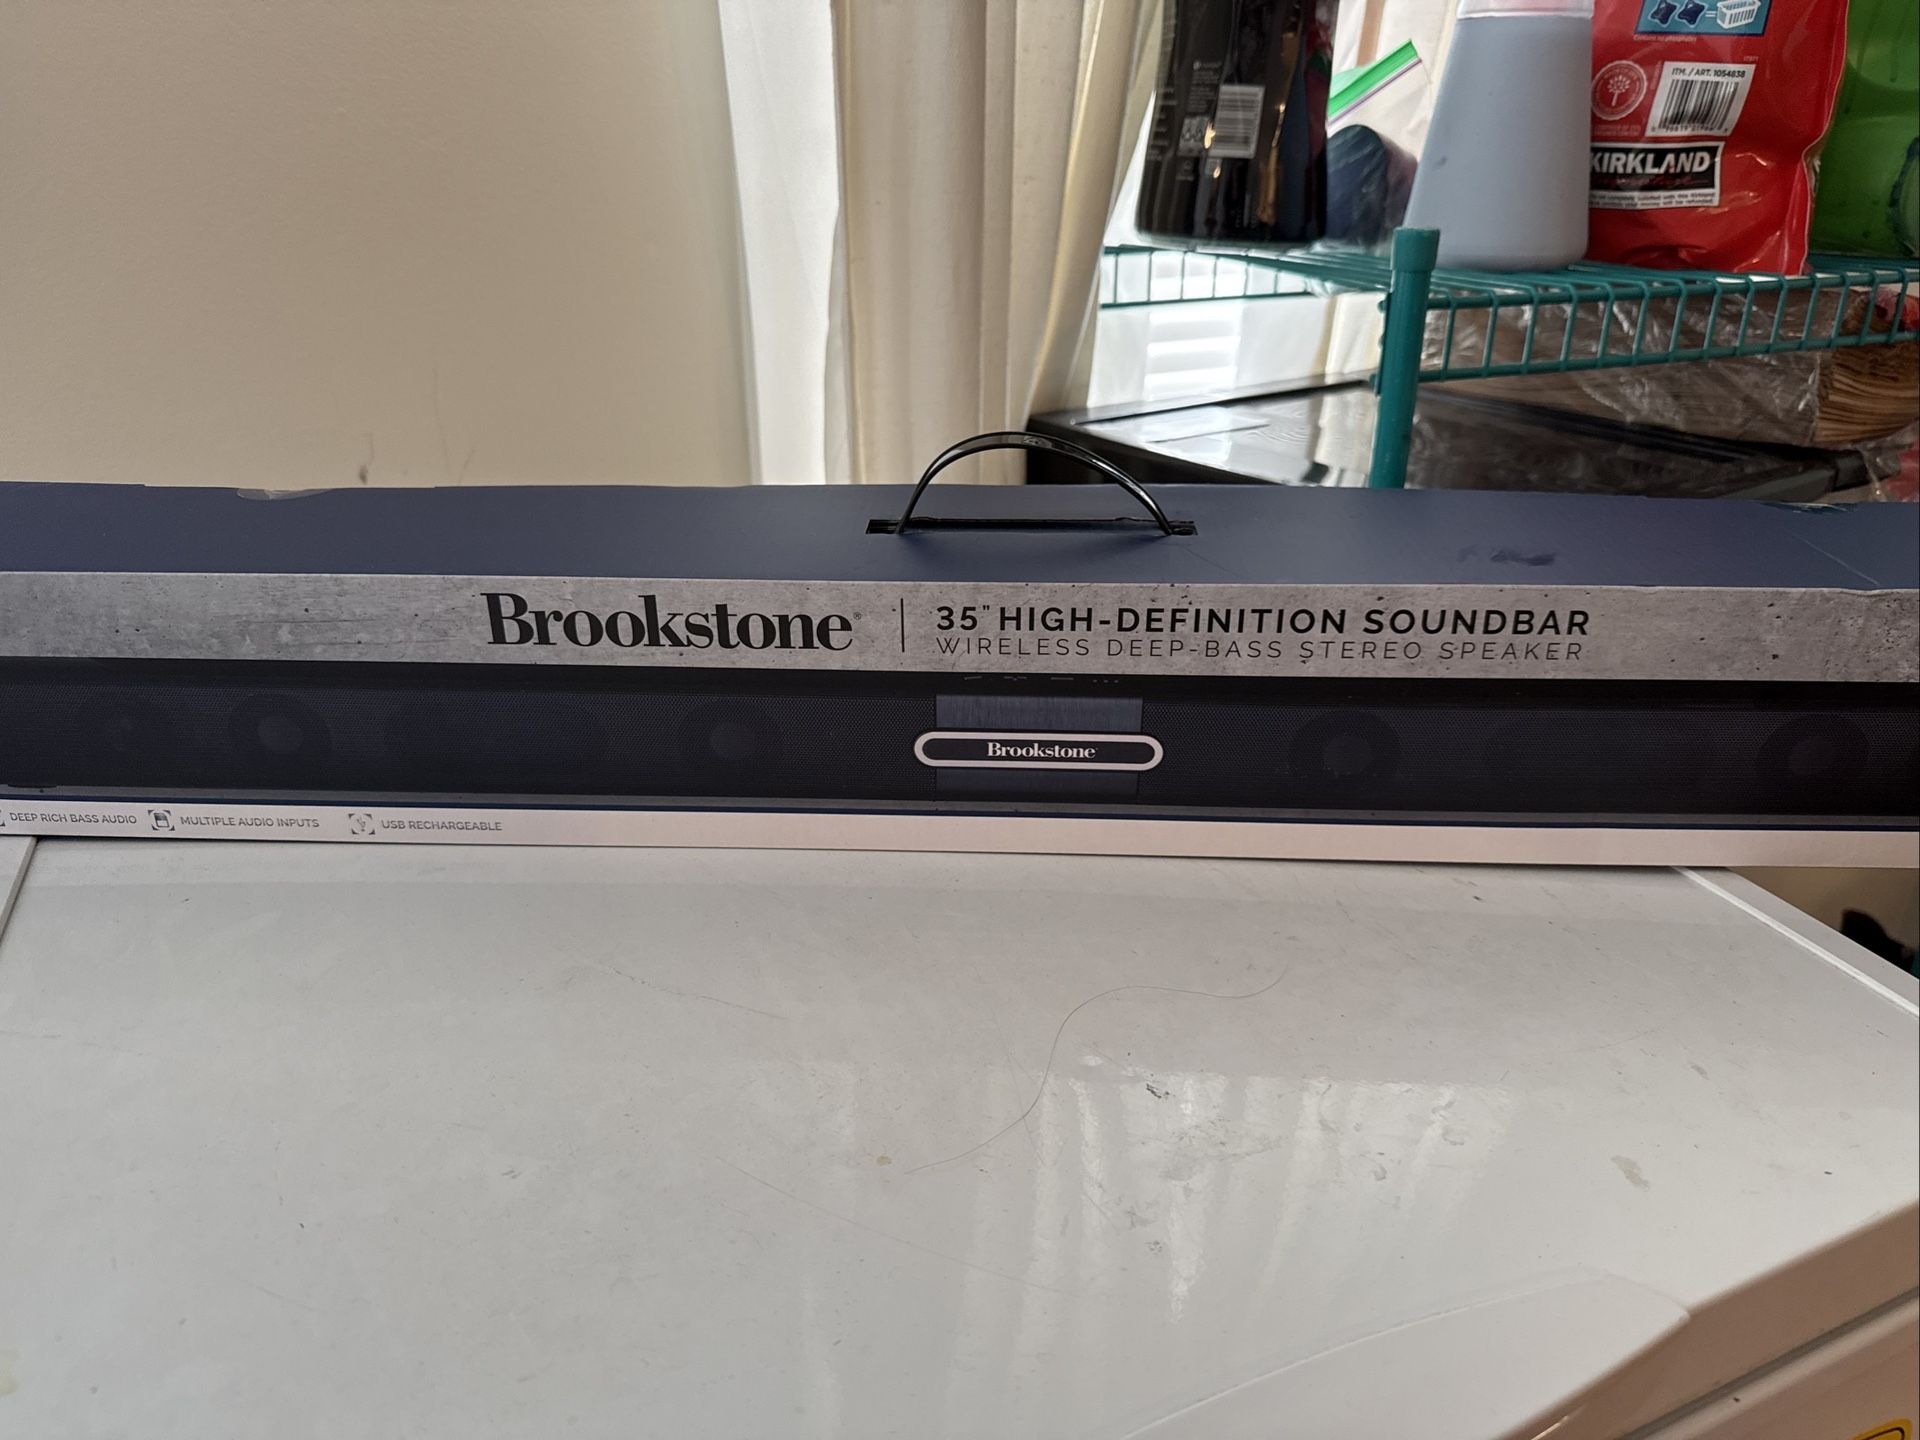 ITM. / ART. 1054838
KIRKLAND
Brookstone®
35" HIGH-DEFINITION SOUNDBAR
WIRELESS DEEP-BASS STEREO SPEAKER
Brookstone
DEEP RICH BASS AUDIO
MULTIPLE AUDIO INPUTS
USB RECHARGEABLE